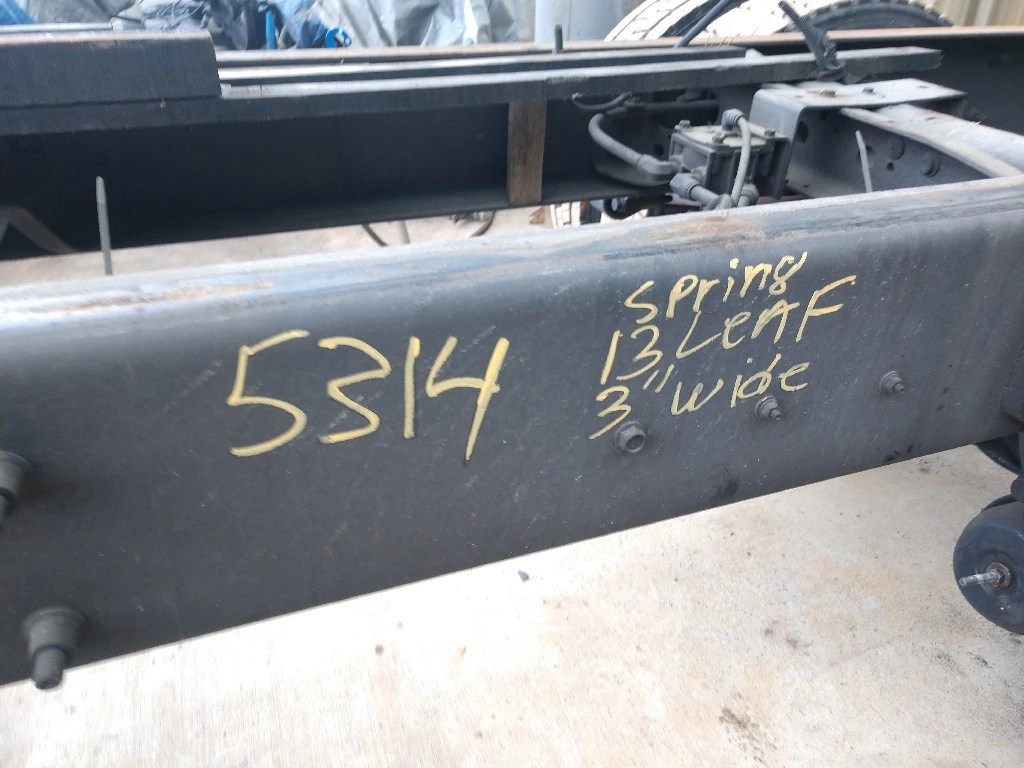 5314
spring
13 LEAF
3" wide